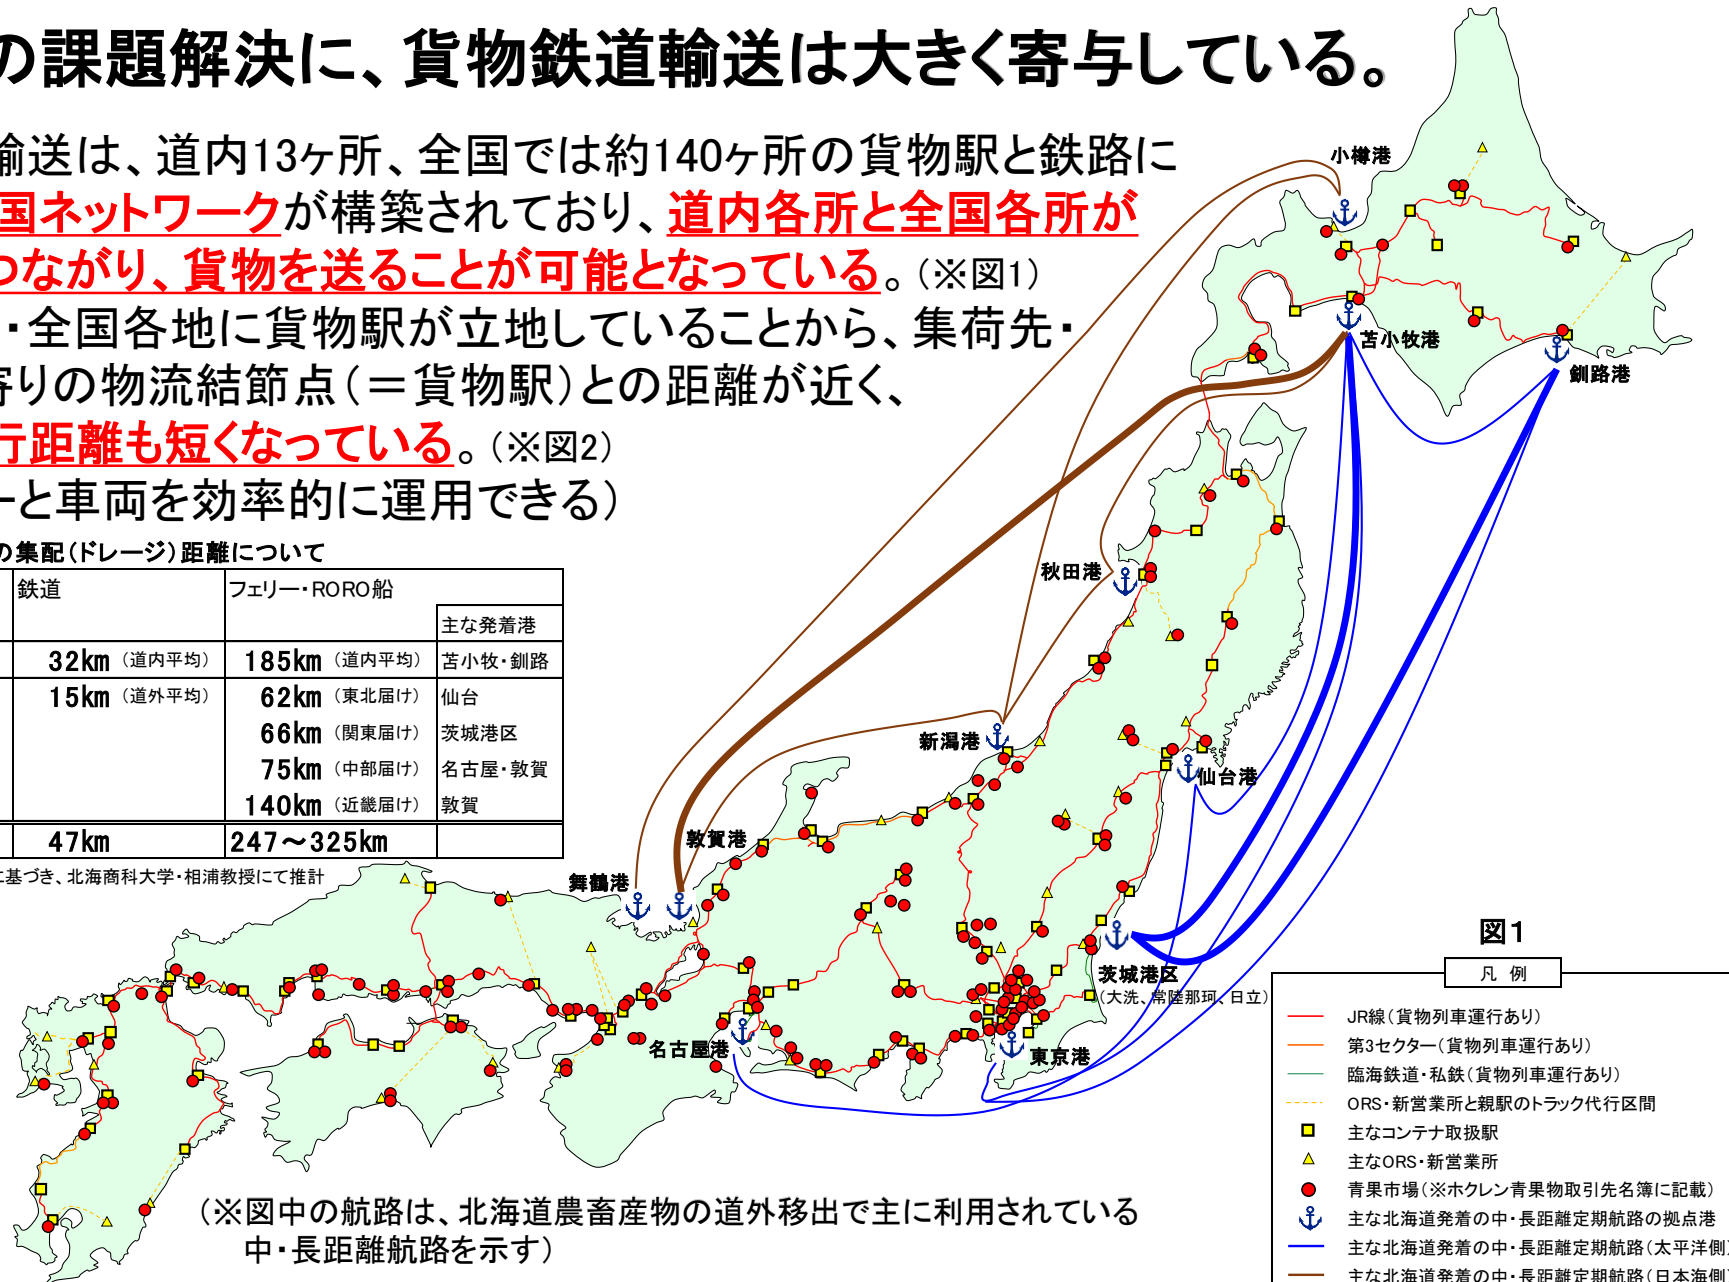 の課題解決に、貨物鉄道輸送は大きく寄与している。
輸送は、道内13ヶ所、全国では約140ヶ所の貨物駅と鉄路に
国ネットワークが構築されており、道内各所と全国各所が
つながり、貨物を送ることが可能となっている。（※図1）
・全国各地に貨物駅が立地していることから、集荷先・
寄りの物流結節点（＝貨物駅）との距離が近く、
行距離も短くなっている。（※図2）
ーと車両を効率的に運用できる）
の集配（ドレージ）距離について
鉄道 フェリー・RORO船
主な発着港
32km （道内平均） 185km （道内平均） 苫小牧・釧路
15km （道外平均） 62km （東北届け） 仙台
66km （関東届け） 茨城港区
75km （中部届け） 名古屋・敦賀
140km （近畿届け） 敦賀
47km 247～325km
に基づき、北海商科大学・相浦教授にて推計
小樽港
苫小牧港
釧路港
秋田港
新潟港
仙台港
敦賀港
舞鶴港
茨城港区
（大洗、常陸那珂、日立）
名古屋港
東京港
（※図中の航路は、北海道農畜産物の道外移出で主に利用されている
中・長距離航路を示す）
図1
凡 例
JR線（貨物列車運行あり）
第3セクター（貨物列車運行あり）
臨海鉄道・私鉄（貨物列車運行あり）
ORS・新営業所と親駅のトラック代行区間
主なコンテナ取扱駅
主なORS・新営業所
青果市場（※ホクレン青果物取引先名簿に記載）
主な北海道発着の中・長距離定期航路の拠点港
主な北海道発着の中・長距離定期航路（太平洋側）
主な北海道発着の中・長距離定期航路（日本海側）